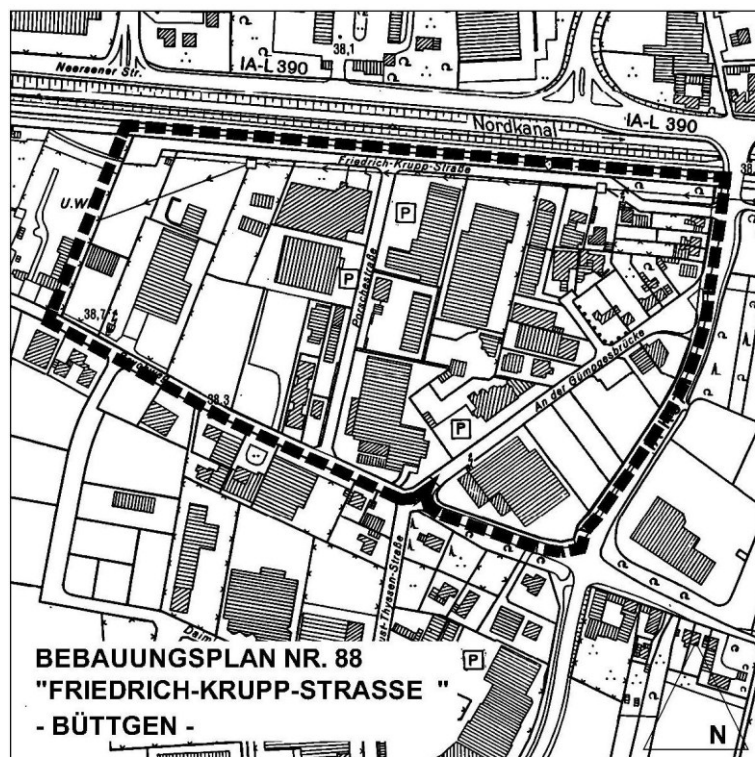 38,1
IA-L 390
Neersener Str.
Nordkanal
IA-L 390
Friedrich-Krupp-Straße
U.W.
P
P
Porschestraße
38,7
38,3
An der Gümpgesbrücke
P
P
BEBAUUNGSPLAN NR. 88
"FRIEDRICH-KRUPP-STRASSE "
- BÜTTGEN -
N